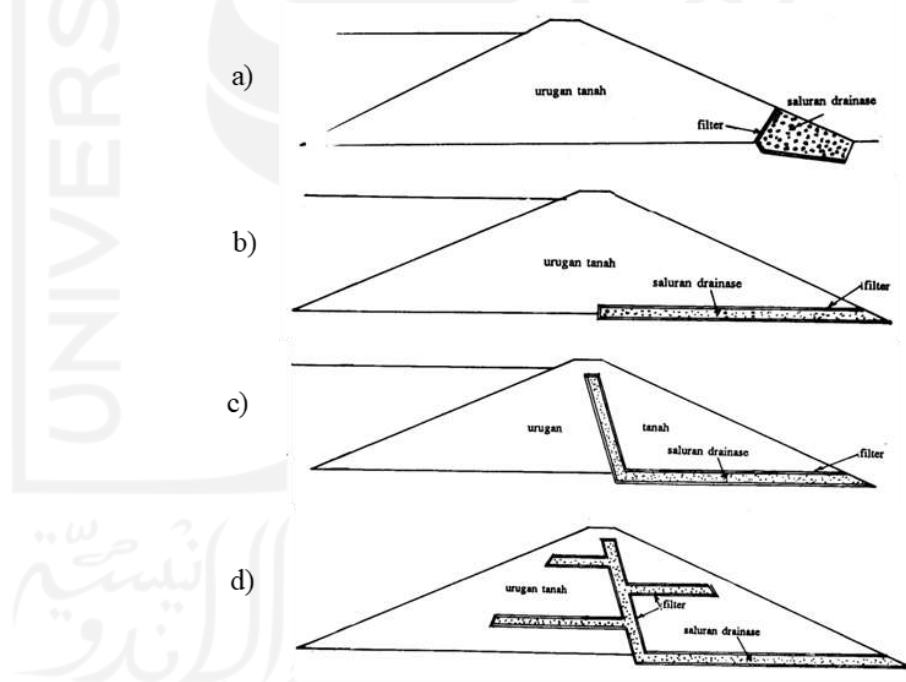 UNIVERS
a)
urugan tanah
saluran drainase
filter
b)
urugan tanah
saluran drainase
filter
c)
urugan
tanah
saluran drainase
filter
d)
urugan tanah
filter
saluran drainase